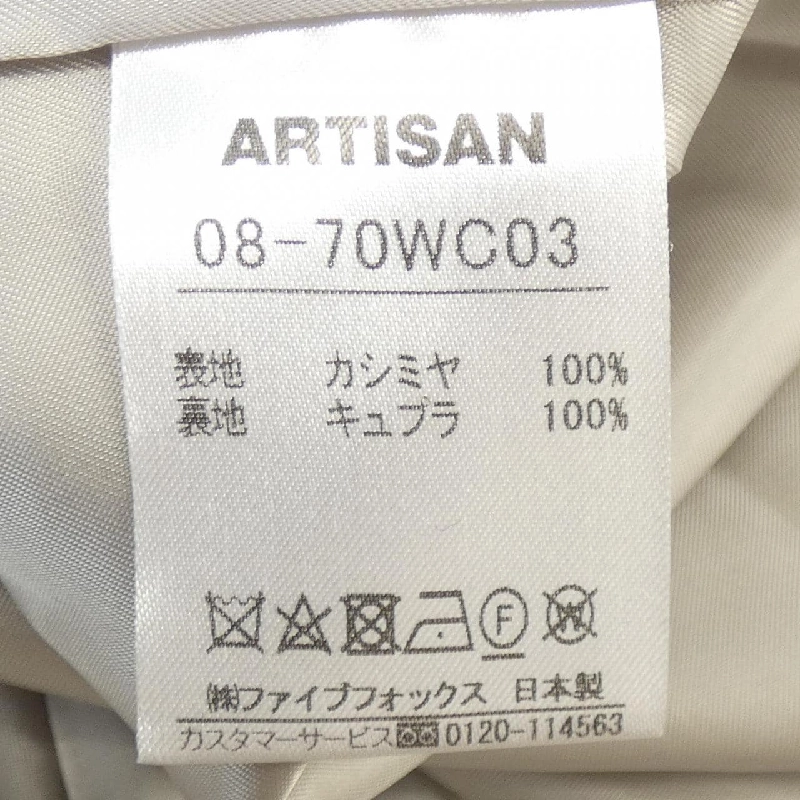 ARTISAN
08-70WC03
表地 カシミヤ 100%
裏地 キュプラ 100%
F
W
㈱ファイブフォックス 日本製
カスタマーサービス 0120-114563